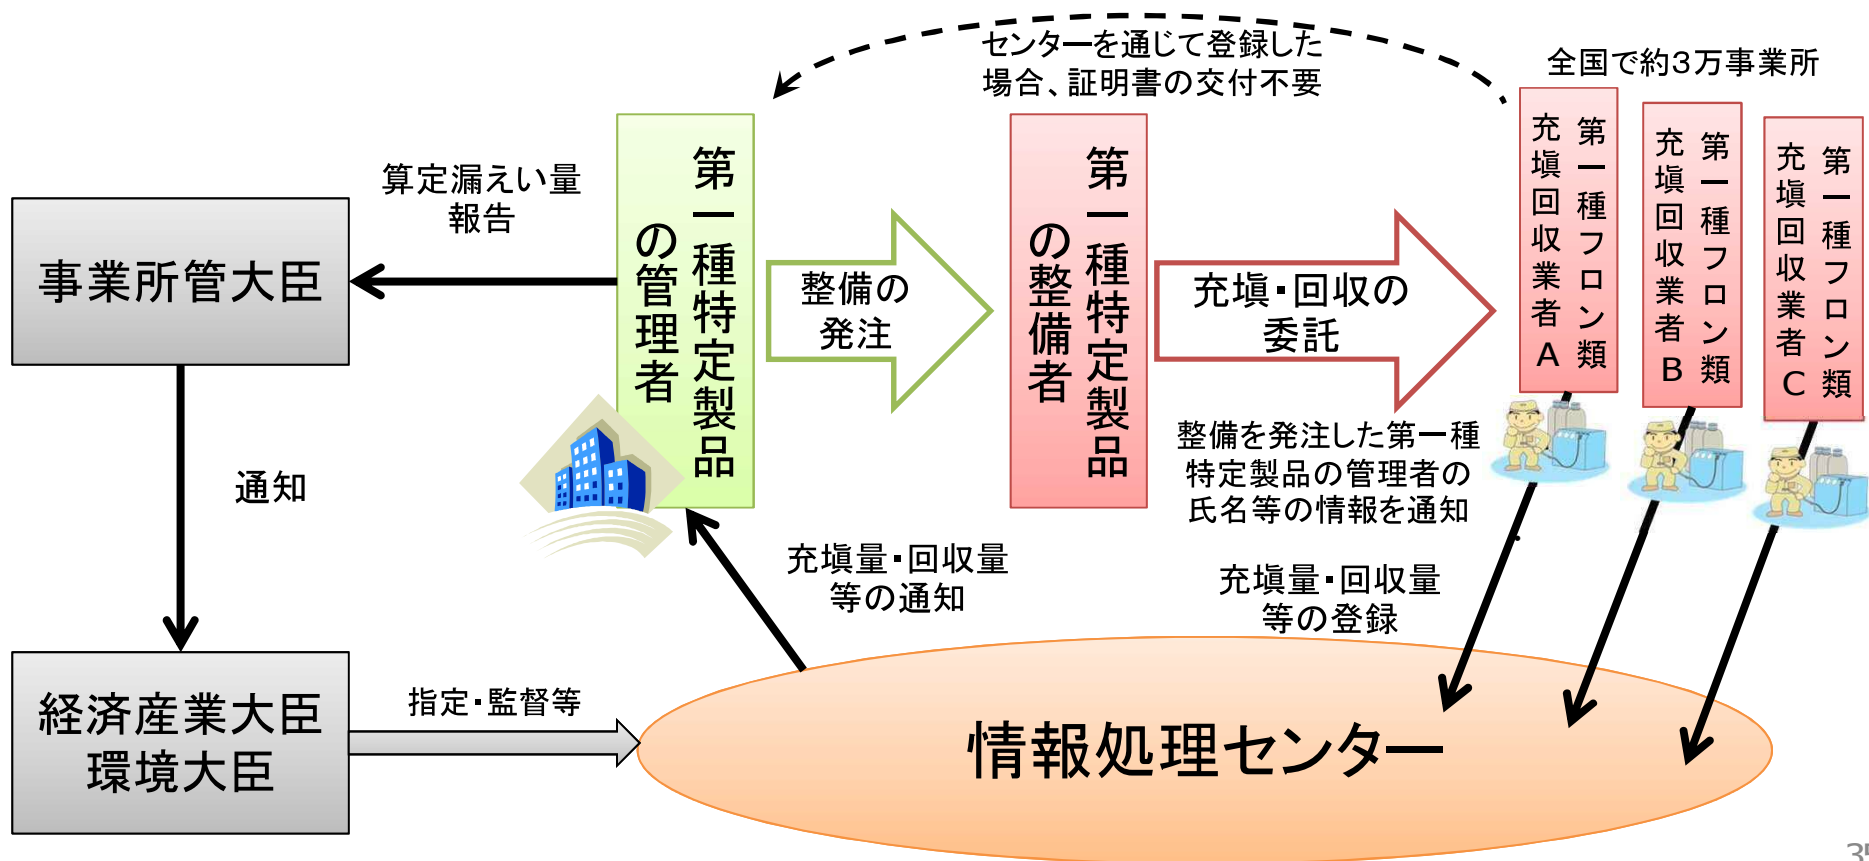 センターを通じて登録した
場合、証明書の交付不要
全国で約3万事業所
算定漏えい量
報告
事業所管大臣
第一種特定製品
の管理者
整備の
発注
第一種特定製品
の整備者
充塡・回収の
委託
第一種フロン類
充塡回収業者A
第一種フロン類
充塡回収業者B
第一種フロン類
充塡回収業者C
整備を発注した第一種
特定製品の管理者の
氏名等の情報を通知
通知
充塡量・回収量
等の通知
充塡量・回収量
等の登録
経済産業大臣
環境大臣
指定・監督等
情報処理センター